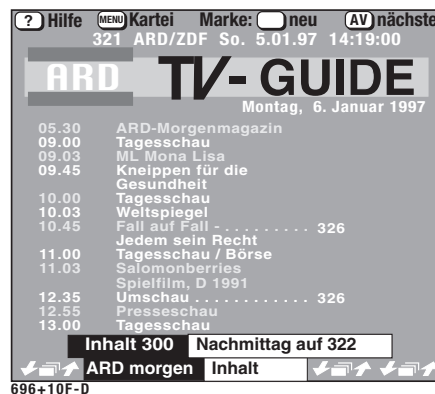 ? Hilfe MENU Kartei Marke: neu AV nächste
321 ARD/ZDF So. 5.01.97 14:19:00
ARD TV-GUIDE
Montag, 6. Januar 1997
05.30 ARD-Morgenmagazin
09.00 Tagesschau
09.03 ML Mona Lisa
09.45 Kneippen für die
Gesundheit
10.00 Tagesschau
10.03 Weltspiegel
10.45 Fall auf Fall - . . . . . . . . . 326
Jedem sein Recht
11.00 Tagesschau / Börse
11.03 Salomonberries
Spielfilm, D 1991
12.35 Umschau . . . . . . . . . . . . 326
12.55 Presseschau
13.00 Tagesschau
Inhalt 300 Nachmittag auf 322
ARD morgen Inhalt
696+10F-D